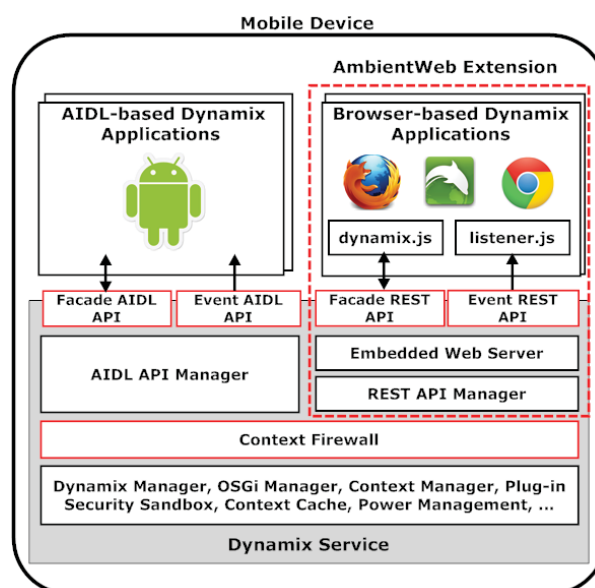 Mobile Device
AmbientWeb Extension
AIDL-based Dynamix
Applications
Browser-based Dynamix
Applications
dynamix.js
listener.js
Facade AIDL
API
Event AIDL
API
Facade REST
API
Event REST
API
AIDL API Manager
Embedded Web Server
REST API Manager
Context Firewall
Dynamix Manager, OSGi Manager, Context Manager, Plug-in
Security Sandbox, Context Cache, Power Management, ...
Dynamix Service